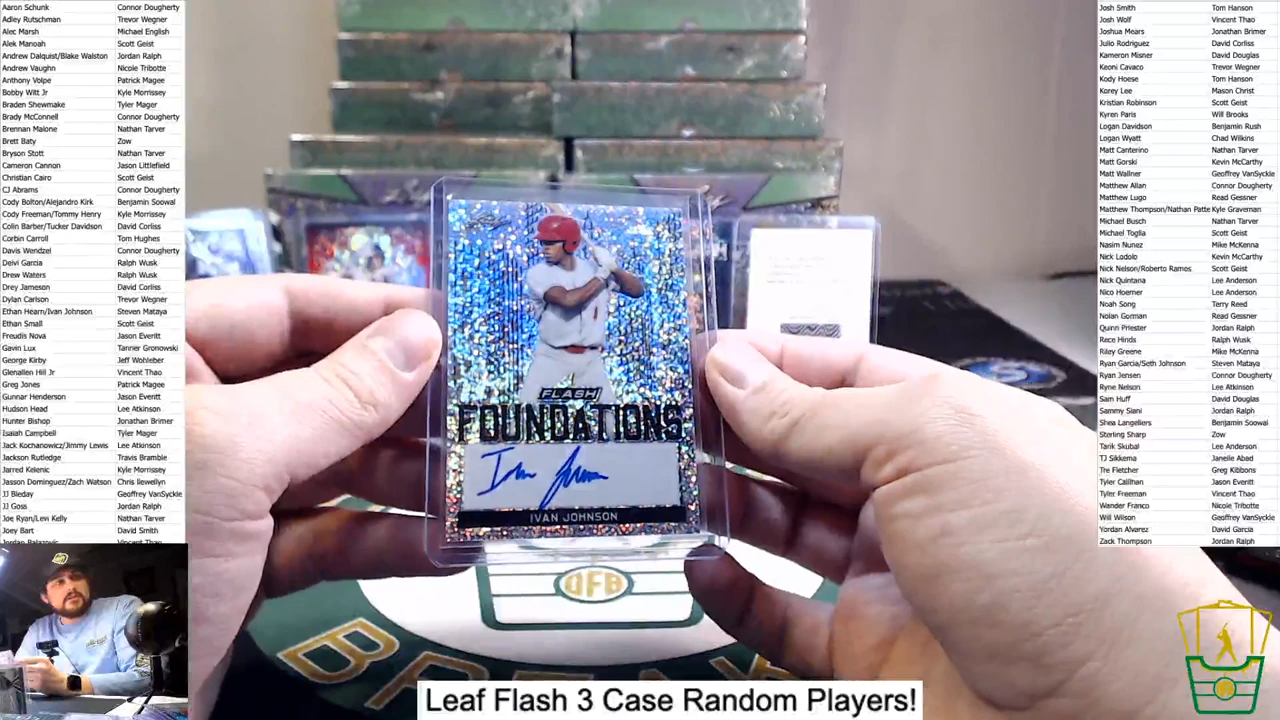 Aaron Schunk Connor Dougherty
Adley Rutschman Trevor Wegner
Alec Marsh Michael English
Alek Manoah Scott Geist
Andrew Dalquist/Blake Walston Jordan Ralph
Andrew Vaughn Nicole Tribotte
Anthony Volpe Patrick Magee
Bobby Witt Jr Kyle Morrissey
Braden Shewmake Tyler Mager
Brady McConnell Connor Dougherty
Brennan Malone Nathan Tarver
Brett Baty Zow
Bryson Stott Nathan Tarver
Cameron Cannon Jason Littlefield
Christian Cairo Scott Geist
CJ Abrams Connor Dougherty
Cody Bolton/Alejandro Kirk Benjamin Soowal
Cody Freeman/Tommy Henry Kyle Morrissey
Colin Barber/Tucker Davidson David Corliss
Corbin Carroll Tom Hughes
Davis Wendzel Connor Dougherty
Deivi Garcia Ralph Wusk
Drew Waters Ralph Wusk
Drey Jameson David Corliss
Dylan Carlson Trevor Wegner
Ethan Hearn/Ivan Johnson Steven Mataya
Ethan Small Scott Geist
Freudis Nova Jason Everitt
Gavin Lux Tanner Gronowski
George Kirby Jeff Wohleber
Glenallen Hill Jr Vincent Thao
Greg Jones Patrick Magee
Gunnar Henderson Jason Everitt
Hudson Head Lee Atkinson
Hunter Bishop Jonathan Brimer
Isaiah Campbell Tyler Mager
Jack Kochanowicz/Jimmy Lewis Lee Atkinson
Jackson Rutledge Travis Bramble
Jarred Kelenic Kyle Morrissey
Jasson Dominguez/Zach Watson Chris llewellyn
JJ Bleday Geoffrey VanSyckle
JJ Goss Jordan Ralph
Joe Ryan/Levi Kelly Nathan Tarver
Joey Bart David Smith
Jordan Balazovic Vincent Thao
Josh Smith Tom Hanson
Josh Wolf Vincent Thao
Joshua Mears Jonathan Brimer
Julio Rodriguez David Corliss
Kameron Misner David Douglas
Keoni Cavaco Trevor Wegner
Kody Hoese Tom Hanson
Korey Lee Mason Christ
Kristian Robinson Scott Geist
Kyren Paris Will Brooks
Logan Davidson Benjamin Rush
Logan Wyatt Chad Wilkins
Matt Canterino Nathan Tarver
Matt Gorski Kevin McCarthy
Matt Wallner Geoffrey VanSyckle
Matthew Allan Connor Dougherty
Matthew Lugo Read Gessner
Matthew Thompson/Nathan Patte Kyle Graveman
Michael Busch Nathan Tarver
Michael Toglia Scott Geist
Nasim Nunez Mike McKenna
Nick Lodolo Kevin McCarthy
Nick Nelson/Roberto Ramos Scott Geist
Nick Quintana Lee Anderson
Nico Hoerner Lee Anderson
Noah Song Terry Reed
Nolan Gorman Read Gessner
Quinn Priester Jordan Ralph
Rece Hinds Ralph Wusk
Riley Greene Mike McKenna
Ryan Garcia/Seth Johnson Steven Mataya
Ryan Jensen Connor Dougherty
Ryne Nelson Lee Atkinson
Sam Huff David Douglas
Sammy Siani Jordan Ralph
Shea Langeliers Benjamin Soowal
Sterling Sharp Zow
Tarik Skubal Lee Anderson
TJ Sikkema Janelle Abad
Tre Fletcher Greg Kibbons
Tyler Callihan Jason Everitt
Tyler Freeman Vincent Thao
Wander Franco Nicole Tribotte
Will Wilson Geoffrey VanSyckle
Yordan Alvarez David Garcia
Zack Thompson Jordan Ralph
FLASH
FOUNDATIONS
Ivan Johnson
IVAN JOHNSON
OFB
BREAK
Leaf Flash 3 Case Random Players!